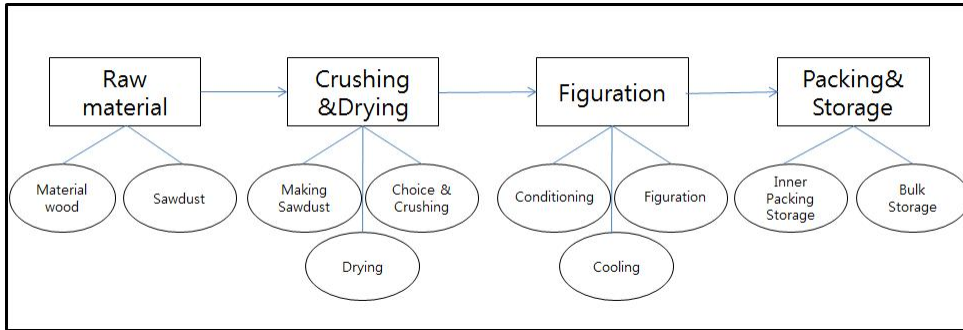 Raw
material
Crushing
&Drying
Figuration
Packing&
Storage
Material
wood
Sawdust
Making
Sawdust
Choice &
Crushing
Drying
Conditioning
Figuration
Cooling
Inner
Packing
Storage
Bulk
Storage